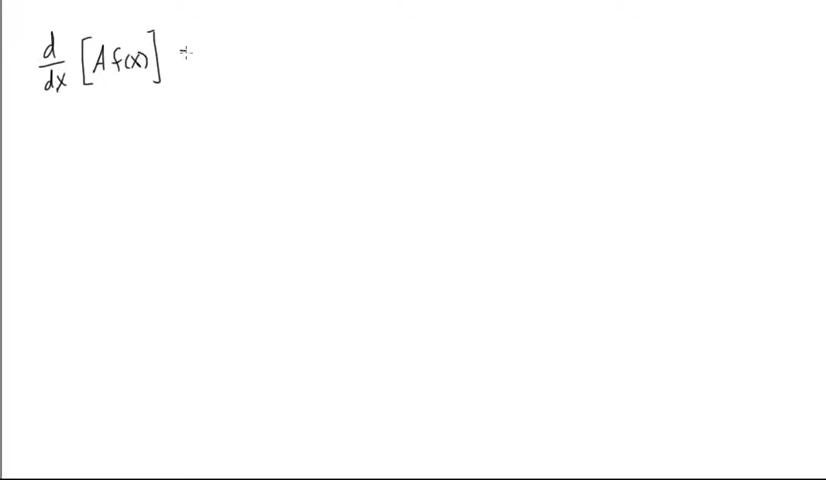 d/dx [A f(x)] =